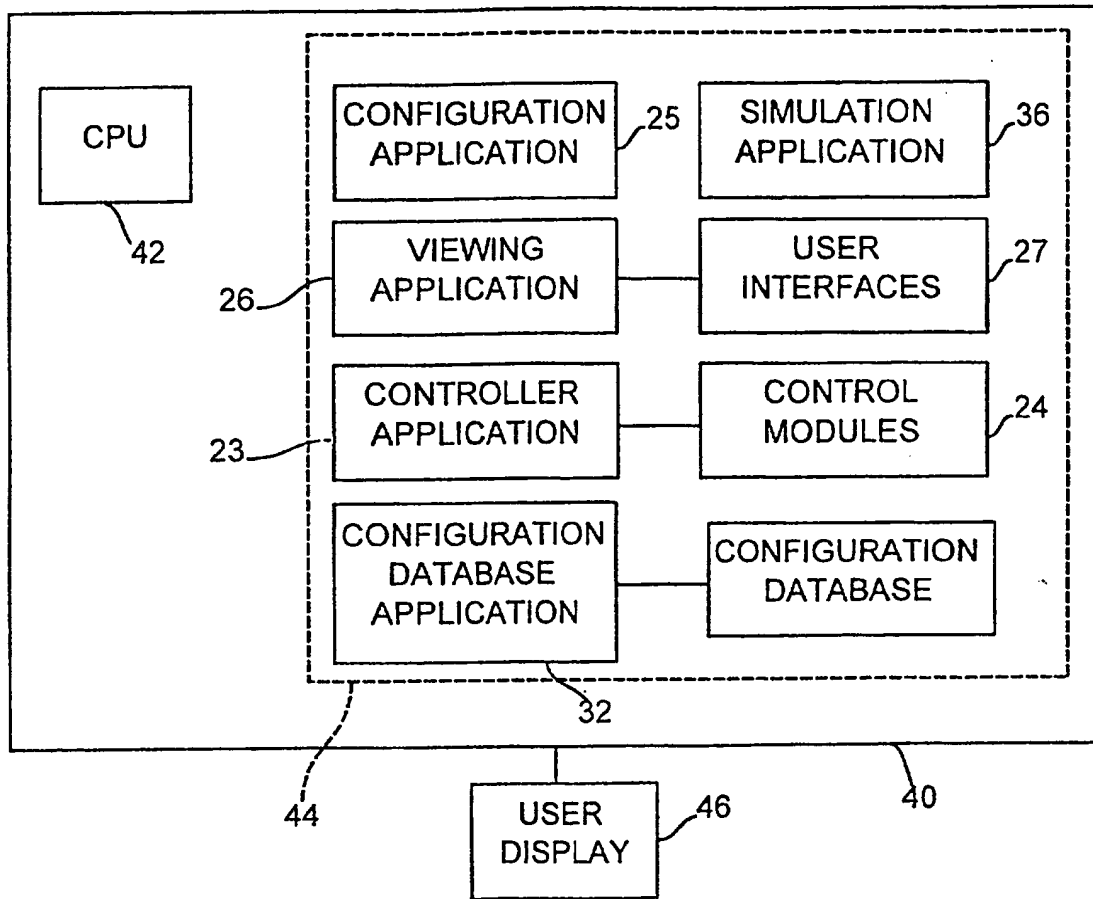 CPU
42
CONFIGURATION
APPLICATION
25
SIMULATION
APPLICATION
36
VIEWING
APPLICATION
26
USER
INTERFACES
27
CONTROLLER
APPLICATION
23
CONTROL
MODULES
24
CONFIGURATION
DATABASE
APPLICATION
32
CONFIGURATION
DATABASE
44
40
USER
DISPLAY
46